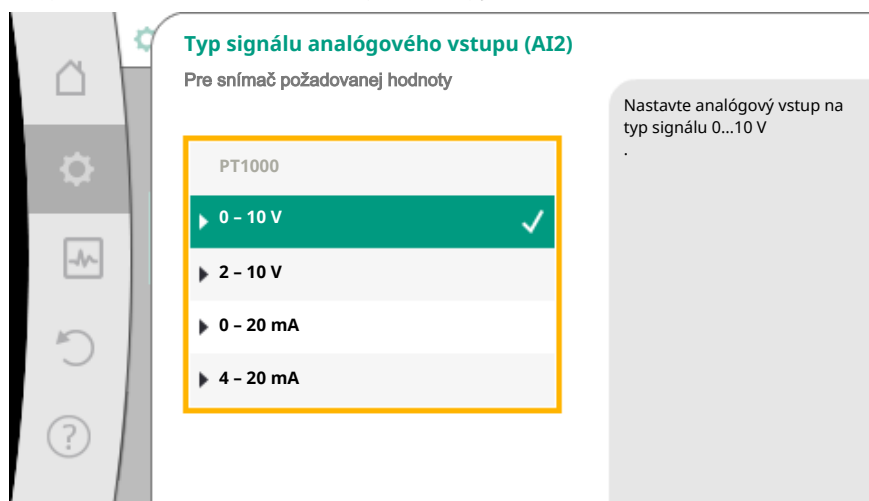 Typ signálu analógového vstupu (AI2)
Pre snímač požadovanej hodnoty
PT1000
0 – 10 V
2 – 10 V
0 – 20 mA
4 – 20 mA
Nastavte analógový vstup na
typ signálu 0...10 V
.
?